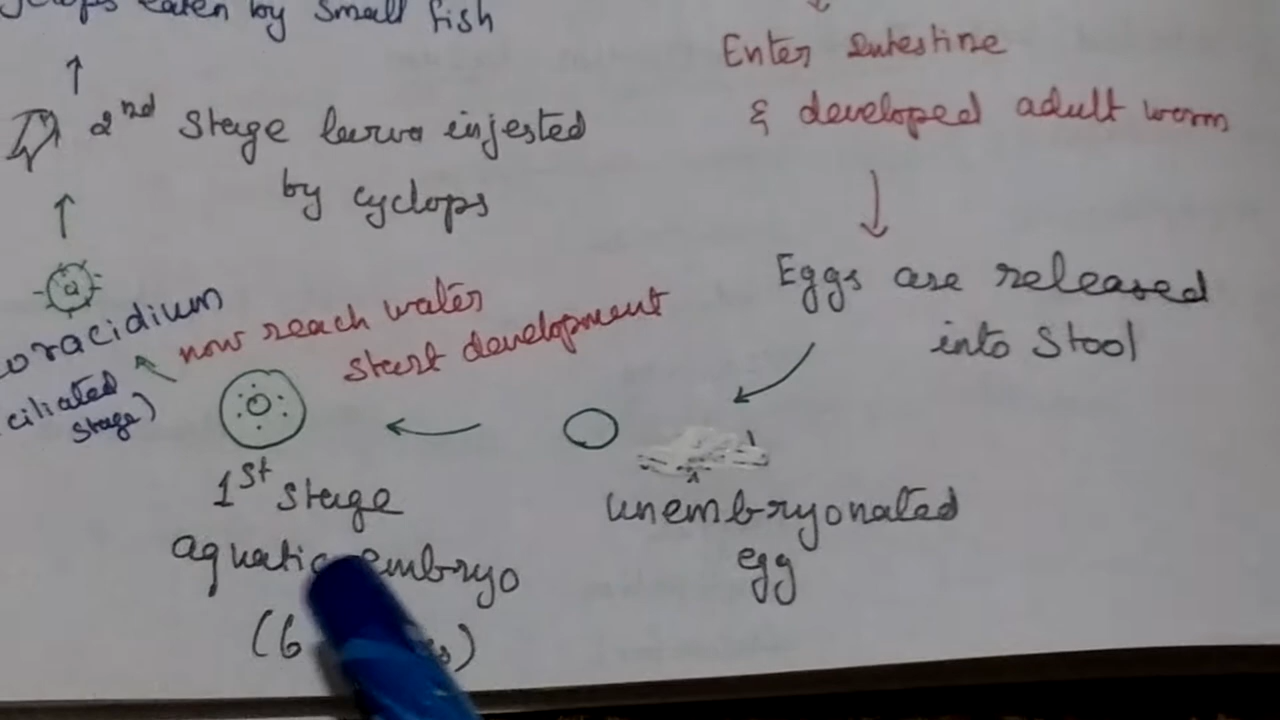 eaten by Small fish
2nd Stage larva injested
by cyclops
oracidium
ciliated
stage)
now reach water
start development
1st stage
aquatic embryo
(6
Enter Intestine
& developed adult worm
Eggs are released
into Stool
unembryonated
egg